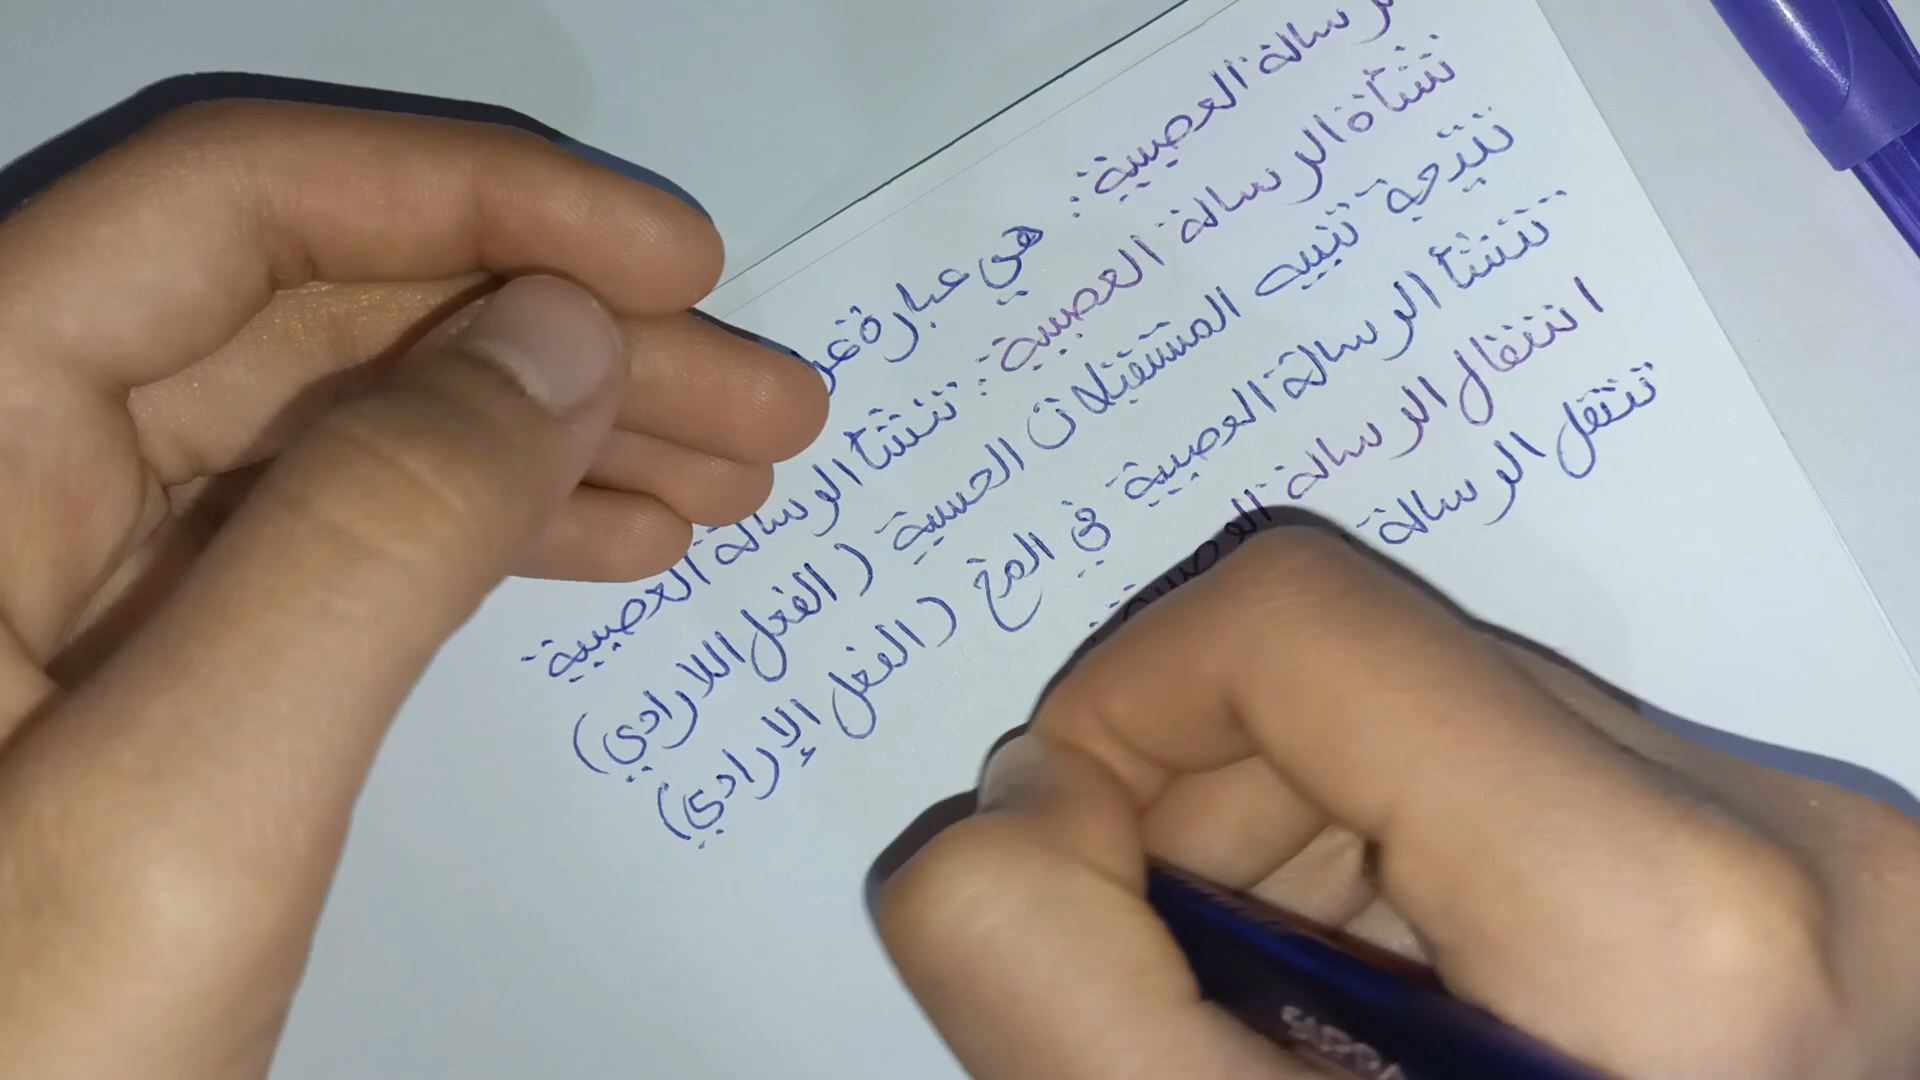 الرسالة العصبية: هي عبارة عن
نشأة الرسالة العصبية: تنشأ الرسالة العصبية
نتيجة تنبيه المستقبلات الحسية (الفعل اللارادي)
تنشأ الرسالة العصبية في المخ (الفعل الإرادي)
انتقال الرسالة العصبية:
تنتقل الرسالة